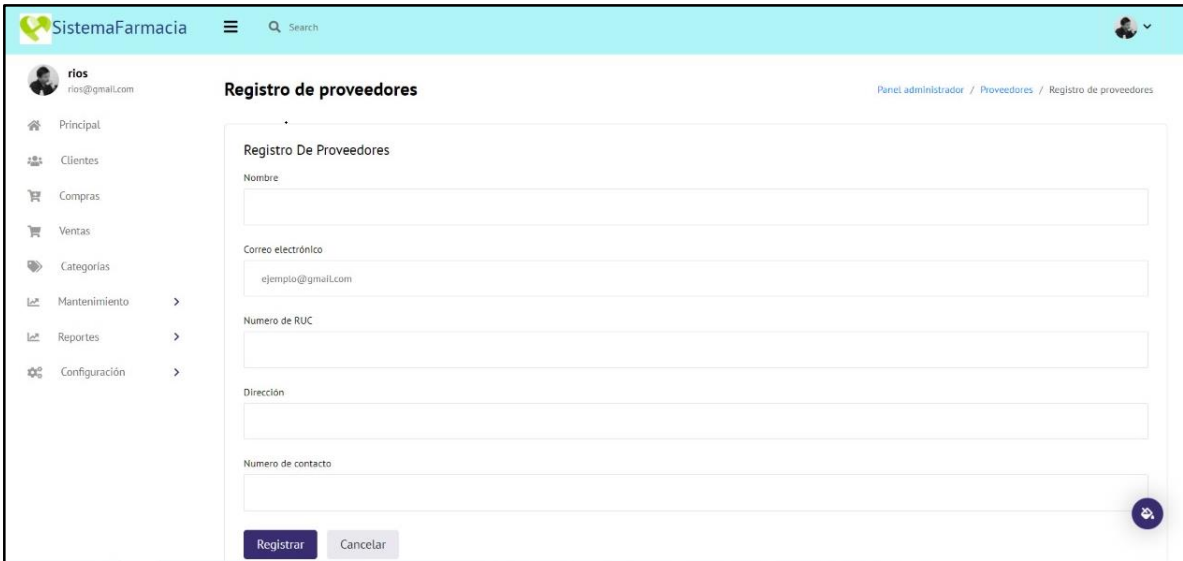 SistemaFarmacia
Search
rios
rios@gmail.com
Principal
Clientes
Compras
Ventas
Categorías
Mantenimiento
Reportes
Configuración
Registro de proveedores
Panel administrador / Proveedores / Registro de proveedores
Registro De Proveedores
Nombre
Correo electrónico
ejemplo@gmail.com
Numero de RUC
Dirección
Numero de contacto
Registrar
Cancelar